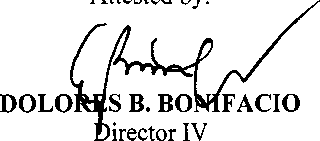 Attested by:
DOLORES B. BONIFACIO
Director IV